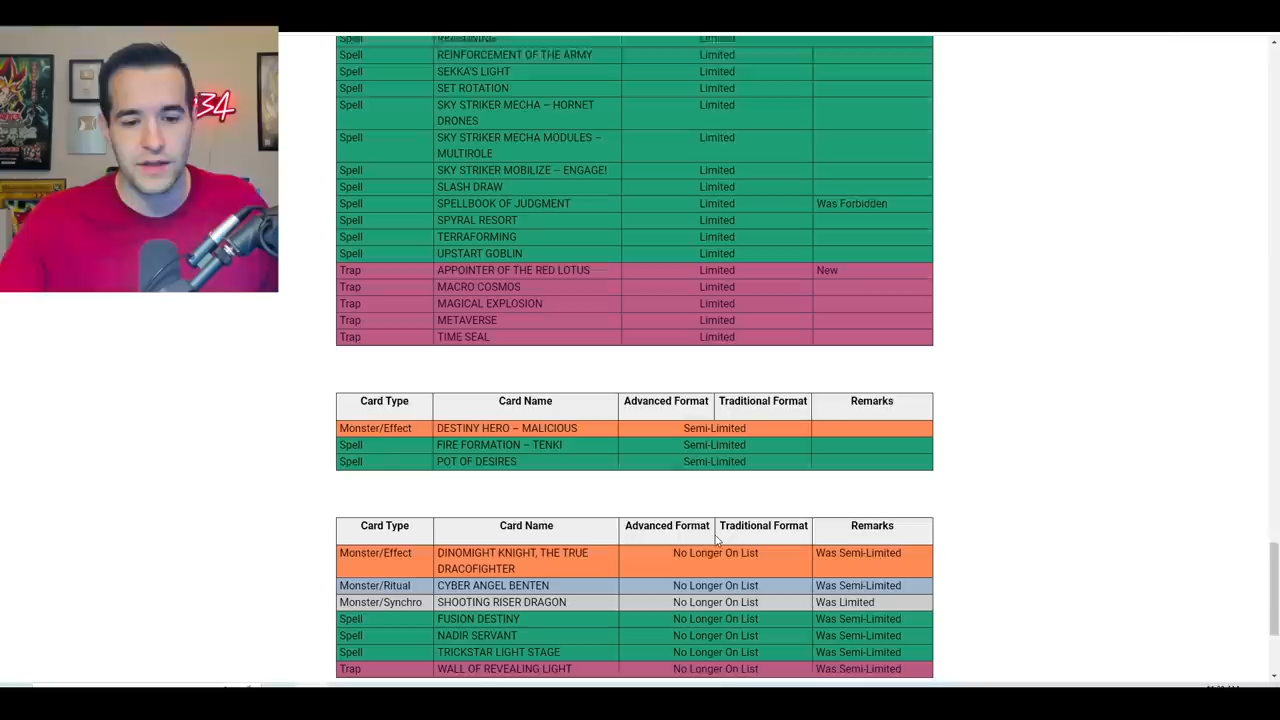 34
Spell Limited
Spell REINFORCEMENT OF THE ARMY Limited
Spell SEKKA'S LIGHT Limited
Spell SET ROTATION Limited
Spell SKY STRIKER MECHA – HORNET Limited
DRONES
Spell SKY STRIKER MECHA MODULES – Limited
MULTIROLE
Spell SKY STRIKER MOBILIZE – ENGAGE! Limited
Spell SLASH DRAW Limited
Spell SPELLBOOK OF JUDGMENT Limited Was Forbidden
Spell SPYRAL RESORT Limited
Spell TERRAFORMING Limited
Spell UPSTART GOBLIN Limited
Trap APPOINTER OF THE RED LOTUS Limited New
Trap MACRO COSMOS Limited
Trap MAGICAL EXPLOSION Limited
Trap METAVERSE Limited
Trap TIME SEAL Limited
Card Type Card Name Advanced Format Traditional Format Remarks
Monster/Effect DESTINY HERO – MALICIOUS Semi-Limited
Spell FIRE FORMATION – TENKI Semi-Limited
Spell POT OF DESIRES Semi-Limited
Card Type Card Name Advanced Format Traditional Format Remarks
Monster/Effect DINOMIGHT KNIGHT, THE TRUE No Longer On List Was Semi-Limited
DRACOFIGHTER
Monster/Ritual CYBER ANGEL BENTEN No Longer On List Was Semi-Limited
Monster/Synchro SHOOTING RISER DRAGON No Longer On List Was Limited
Spell FUSION DESTINY No Longer On List Was Semi-Limited
Spell NADIR SERVANT No Longer On List Was Semi-Limited
Spell TRICKSTAR LIGHT STAGE No Longer On List Was Semi-Limited
Trap WALL OF REVEALING LIGHT No Longer On List Was Semi-Limited